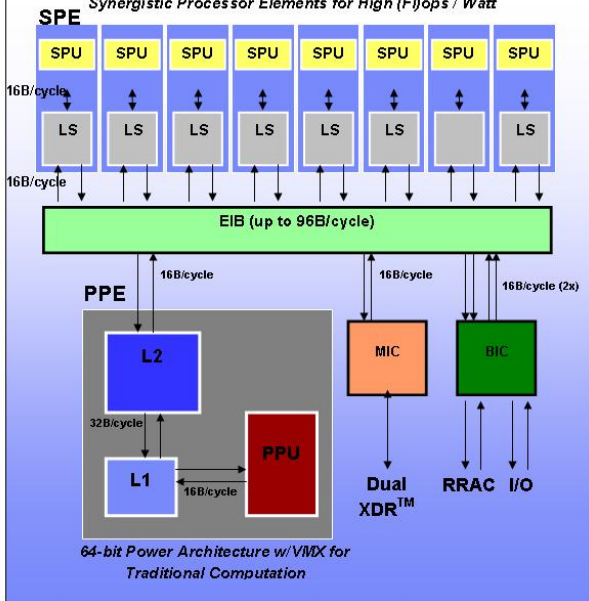 Synergistic Processor Elements for High (Fl)ops / Watt
SPE
SPU SPU SPU SPU SPU SPU SPU SPU
16B/cycle
LS LS LS LS LS LS LS
16B/cycle
EIB (up to 96B/cycle)
16B/cycle 16B/cycle 16B/cycle (2x)
PPE
L2 MIC BIC
32B/cycle
PPU
L1
16B/cycle
Dual XDR™ RRAC I/O
64-bit Power Architecture w/VMX for
Traditional Computation